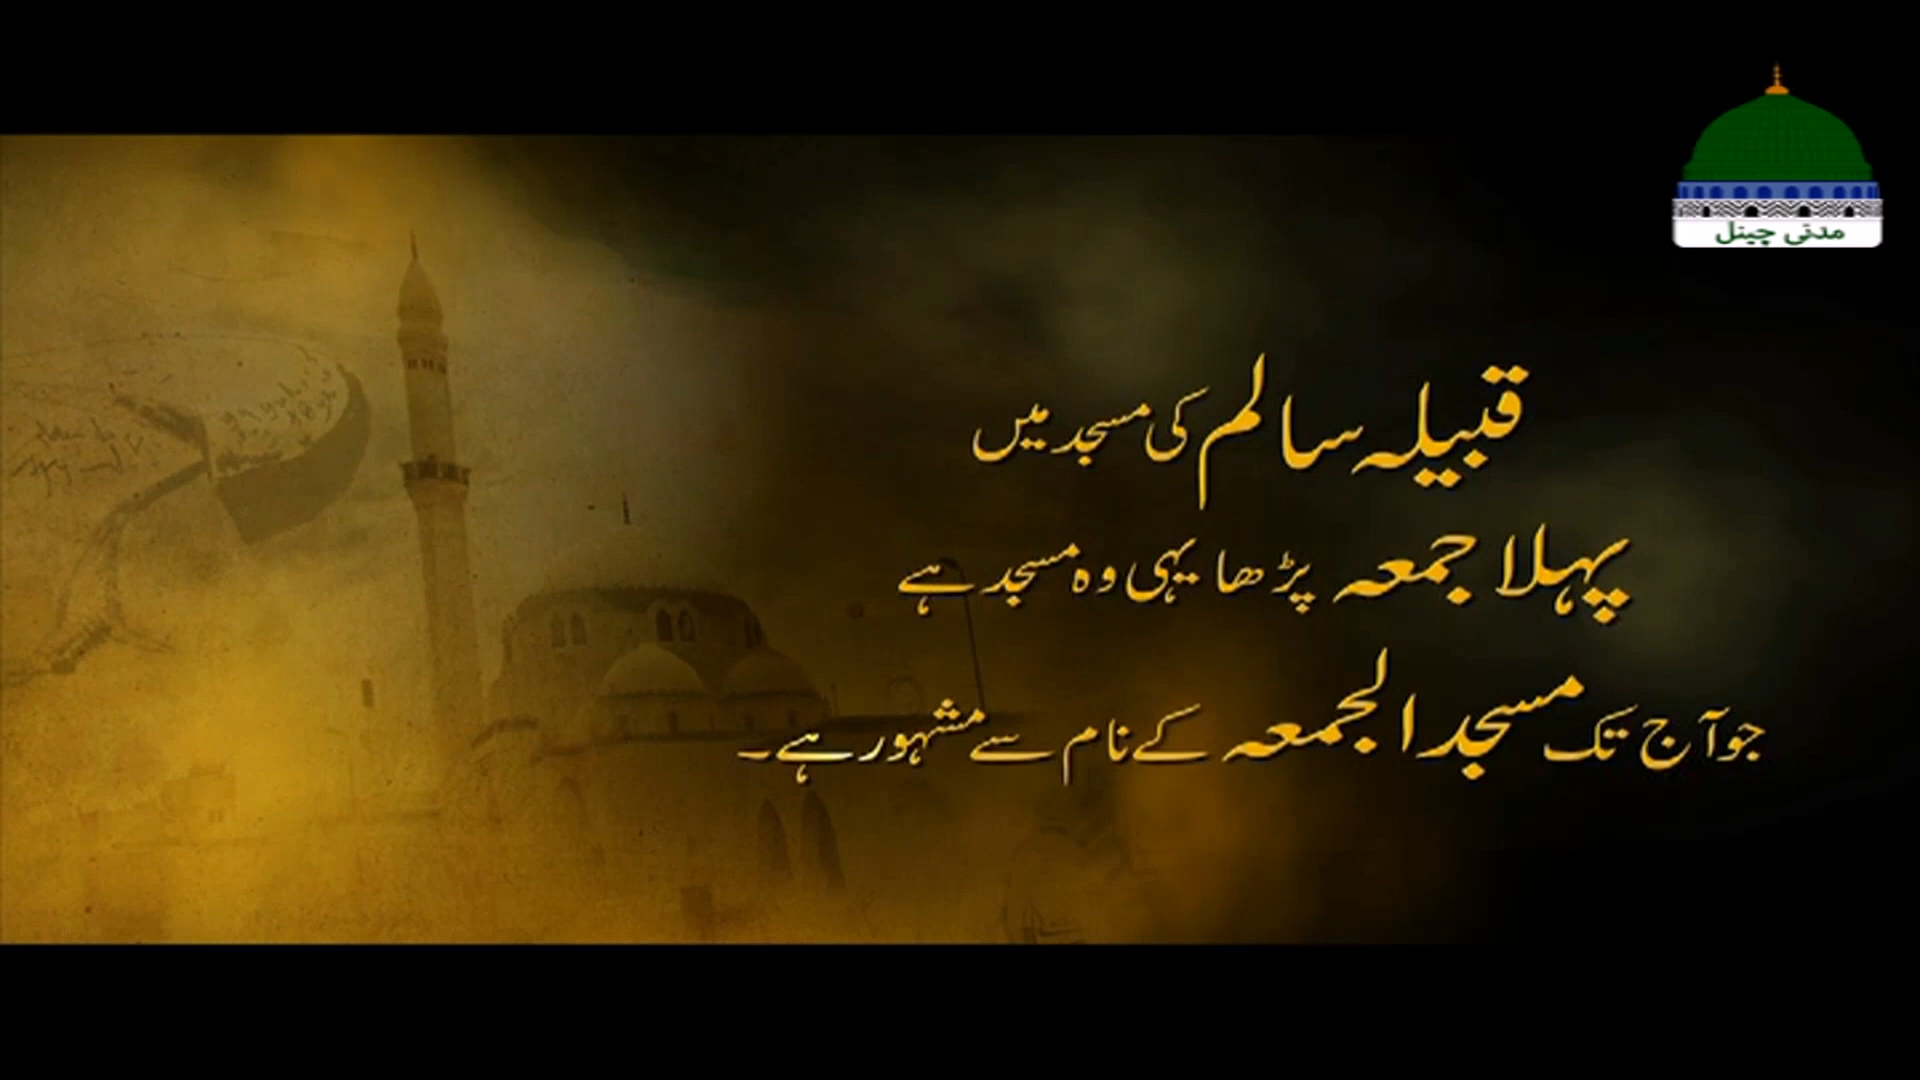 مدنی چینل
قبیلہ سالم کی مسجد میں
پہلا جمعہ پڑھا یہی وہ مسجد ہے
جو آج تک مسجد الجمعہ کے نام سے مشہور ہے۔